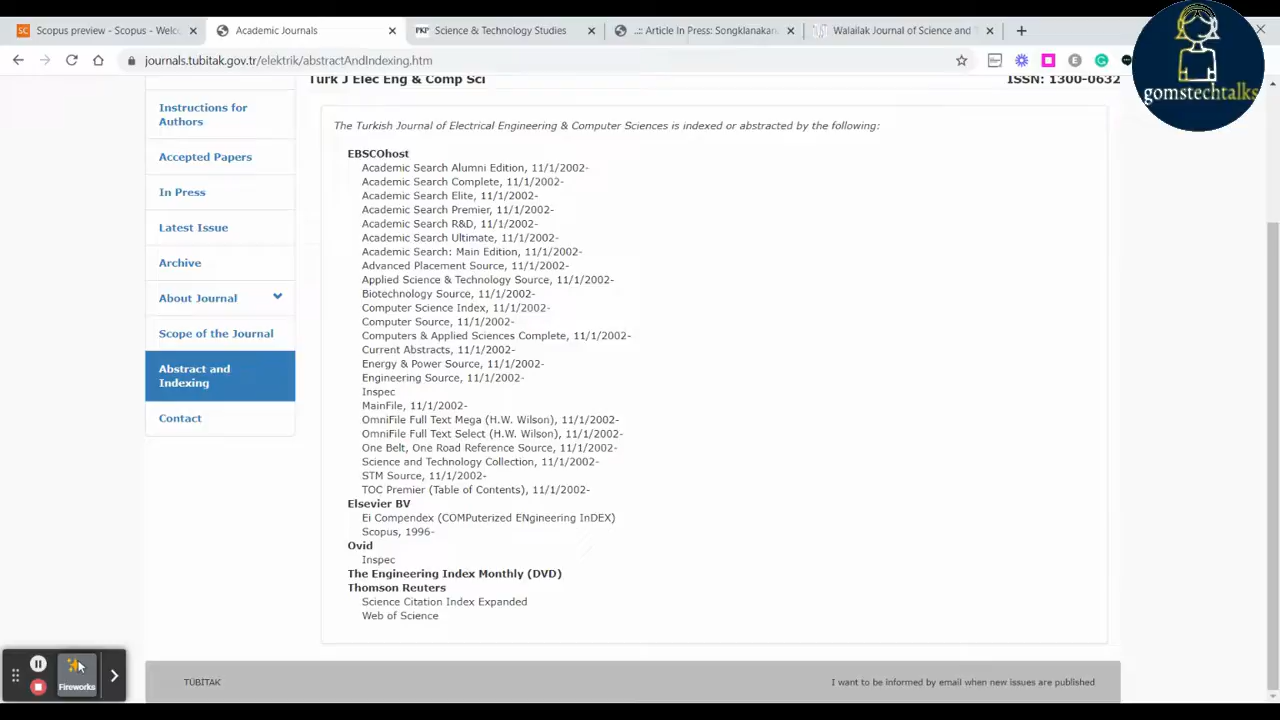 Scopus preview - Scopus - Welc
Academic Journals
Science & Technology Studies
.:: Article In Press: Songklanakari
Walailak Journal of Science and T
journals.tubitak.gov.tr/elektrik/abstractAndIndexing.htm
gomstechtalks
Turk J Elec Eng & Comp Sci
ISSN: 1300-0632
Instructions for
Authors
Accepted Papers
In Press
Latest Issue
Archive
About Journal
Scope of the Journal
Abstract and
Indexing
Contact
The Turkish Journal of Electrical Engineering & Computer Sciences is indexed or abstracted by the following:
EBSCOhost
Academic Search Alumni Edition, 11/1/2002-
Academic Search Complete, 11/1/2002-
Academic Search Elite, 11/1/2002-
Academic Search Premier, 11/1/2002-
Academic Search R&D, 11/1/2002-
Academic Search Ultimate, 11/1/2002-
Academic Search: Main Edition, 11/1/2002-
Advanced Placement Source, 11/1/2002-
Applied Science & Technology Source, 11/1/2002-
Biotechnology Source, 11/1/2002-
Computer Science Index, 11/1/2002-
Computer Source, 11/1/2002-
Computers & Applied Sciences Complete, 11/1/2002-
Current Abstracts, 11/1/2002-
Energy & Power Source, 11/1/2002-
Engineering Source, 11/1/2002-
Inspec
MainFile, 11/1/2002-
OmniFile Full Text Mega (H.W. Wilson), 11/1/2002-
OmniFile Full Text Select (H.W. Wilson), 11/1/2002-
One Belt, One Road Reference Source, 11/1/2002-
Science and Technology Collection, 11/1/2002-
STM Source, 11/1/2002-
TOC Premier (Table of Contents), 11/1/2002-
Elsevier BV
Ei Compendex (COMPuterized ENgineering InDEX)
Scopus, 1996-
Ovid
Inspec
The Engineering Index Monthly (DVD)
Thomson Reuters
Science Citation Index Expanded
Web of Science
Fireworks
TÜBİTAK
I want to be informed by email when new issues are published